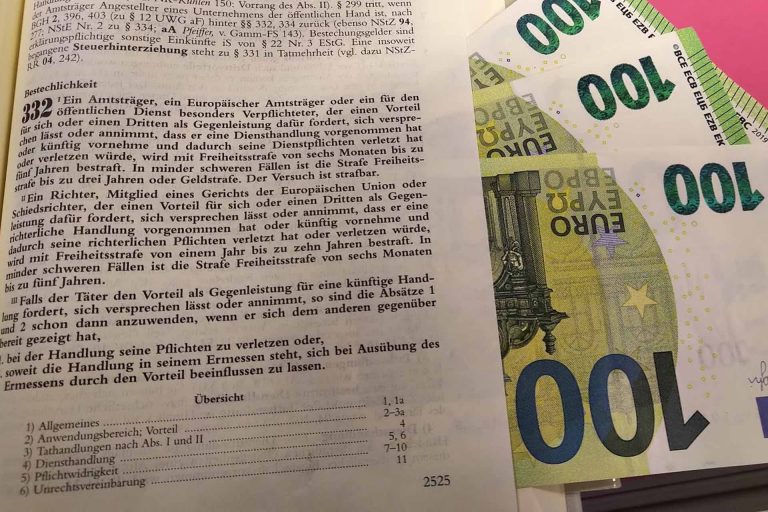 150: Vorrang des Abs. II). § 299 tritt, wenn
der Amtsträger Angestellter eines Unternehmens der öffentlichen Hand ist, nach
BGH 2, 396, 403 (zu § 12 UWG aF) hinter §§ 332, 334 zurück (ebenso NStZ 94,
277; NStE Nr. 2 zu § 334; aA Pfeiffer, v. Gamm-FS 143). Bestechungsgelder sind
erklärungspflichtige sonstige Einkünfte iS von § 22 Nr. 3 EStG. Eine insoweit
begangene Steuerhinterziehung steht zu § 331 in Tatmehrheit (vgl. dazu NStZ-
RR 04, 242).
Bestechlichkeit
332 I Ein Amtsträger, ein Europäischer Amtsträger oder ein für den
öffentlichen Dienst besonders Verpflichteter, der einen Vorteil
für sich oder einen Dritten als Gegenleistung dafür fordert, sich verspre-
chen lässt oder annimmt, dass er eine Diensthandlung vorgenommen hat
oder künftig vornehme und dadurch seine Dienstpflichten verletzt hat
oder verletzen würde, wird mit Freiheitsstrafe von sechs Monaten bis zu
fünf Jahren bestraft. In minder schweren Fällen ist die Strafe Freiheits-
strafe bis zu drei Jahren oder Geldstrafe. Der Versuch ist strafbar.
II Ein Richter, Mitglied eines Gerichts der Europäischen Union oder
Schiedsrichter, der einen Vorteil für sich oder einen Dritten als Gegen-
leistung dafür fordert, sich versprechen lässt oder annimmt, dass er eine
richterliche Handlung vorgenommen hat oder künftig vornehme und
dadurch seine richterlichen Pflichten verletzt hat oder verletzen würde,
wird mit Freiheitsstrafe von einem Jahr bis zu zehn Jahren bestraft. In
minder schweren Fällen ist die Strafe Freiheitsstrafe von sechs Monaten
bis zu fünf Jahren.
III Falls der Täter den Vorteil als Gegenleistung für eine künftige Hand-
lung fordert, sich versprechen lässt oder annimmt, so sind die Absätze 1
und 2 schon dann anzuwenden, wenn er sich dem anderen gegenüber
bereit gezeigt hat,
. bei der Handlung seine Pflichten zu verletzen oder,
. soweit die Handlung in seinem Ermessen steht, sich bei Ausübung des
Ermessens durch den Vorteil beeinflussen zu lassen.
Übersicht
1) Allgemeines 1, 1a
2) Anwendungsbereich; Vorteil 2–3a
3) Tathandlungen nach Abs. I und II 4
4) Diensthandlung 5, 6
5) Pflichtwidrigkeit 7–10
6) Unrechtsvereinbarung 11
2525
100
100
©BCE ECB ЕЦБ EZB EK
2019
100
EURO
ΕΥΡΩ
ЕВРО
EURO
ΕΥΡΩ
ЕВРО
100